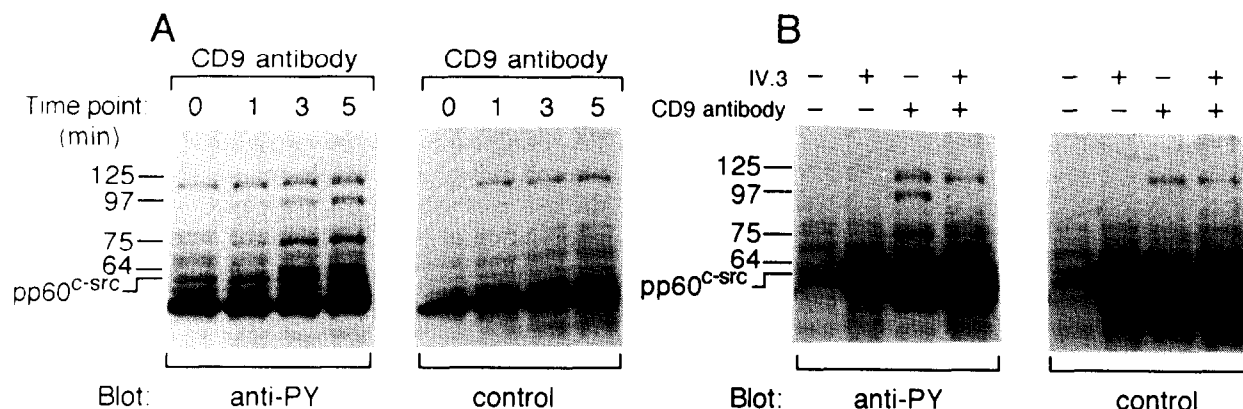 A
B
CD9 antibody
CD9 antibody
IV.3 – + – + – + – +
Time point: 0 1 3 5 0 1 3 5
CD9 antibody – – + + – – + +
(min)
125
97
75
64
pp60c-src
125
97
75
64
pp60c-src
Blot: anti-PY control
Blot: anti-PY control